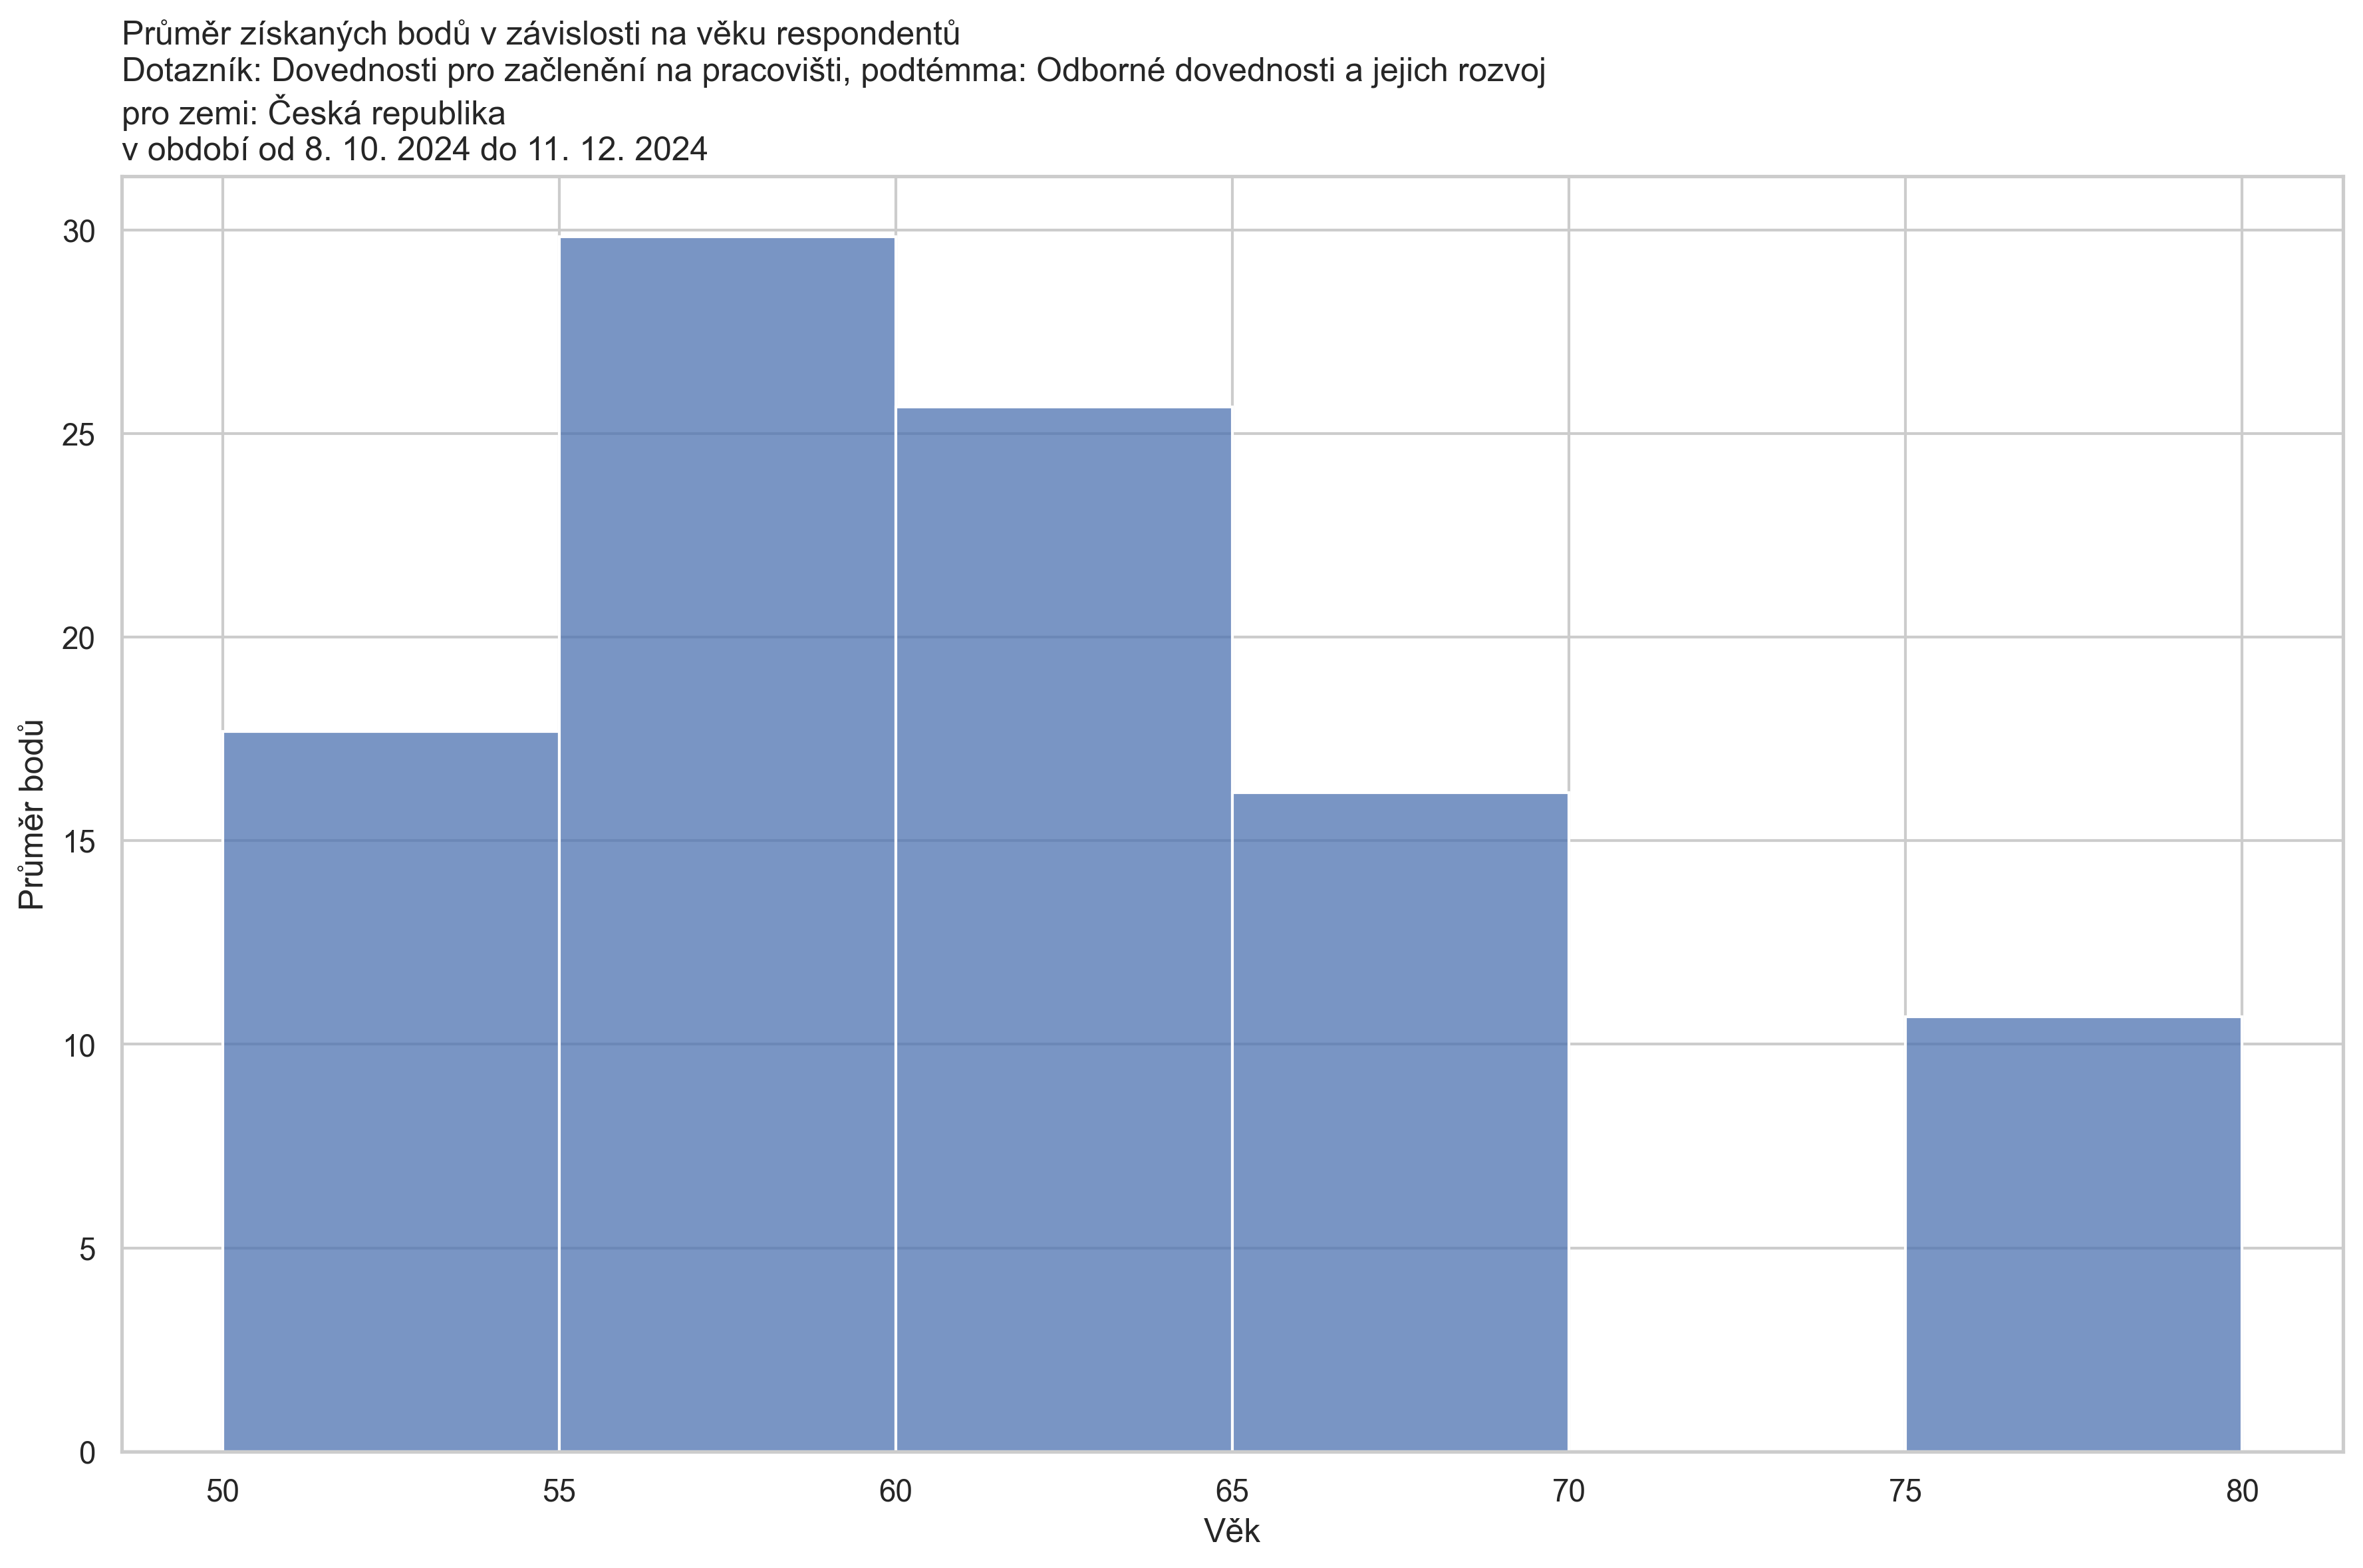 Průměr získaných bodů v závislosti na věku respondentů
Dotazník: Dovednosti pro začlenění na pracovišti, podtémma: Odborné dovednosti a jejich rozvoj
pro zemi: Česká republika
v období od 8. 10. 2024 do 11. 12. 2024
30
25
20
15
10
5
0
Průměr bodů
50 55 60 65 70 75 80
Věk